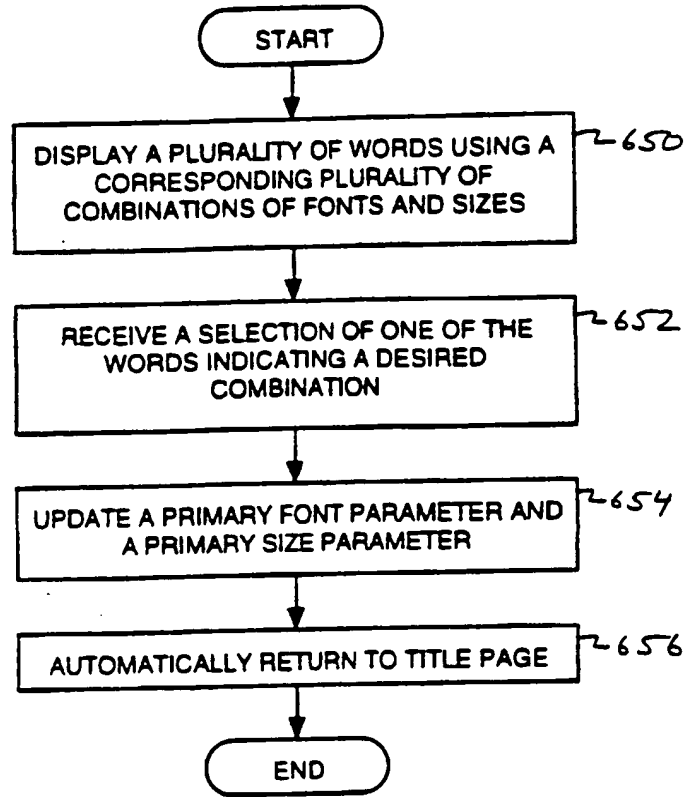 START
DISPLAY A PLURALITY OF WORDS USING A
CORRESPONDING PLURALITY OF
COMBINATIONS OF FONTS AND SIZES
650
RECEIVE A SELECTION OF ONE OF THE
WORDS INDICATING A DESIRED
COMBINATION
652
UPDATE A PRIMARY FONT PARAMETER AND
A PRIMARY SIZE PARAMETER
654
AUTOMATICALLY RETURN TO TITLE PAGE
656
END